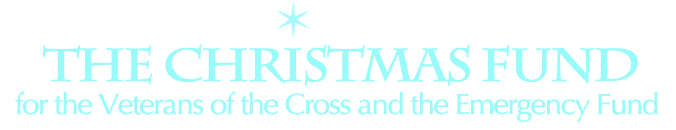 THE CHRISTMAS FUND
for the Veterans of the Cross and the Emergency Fund